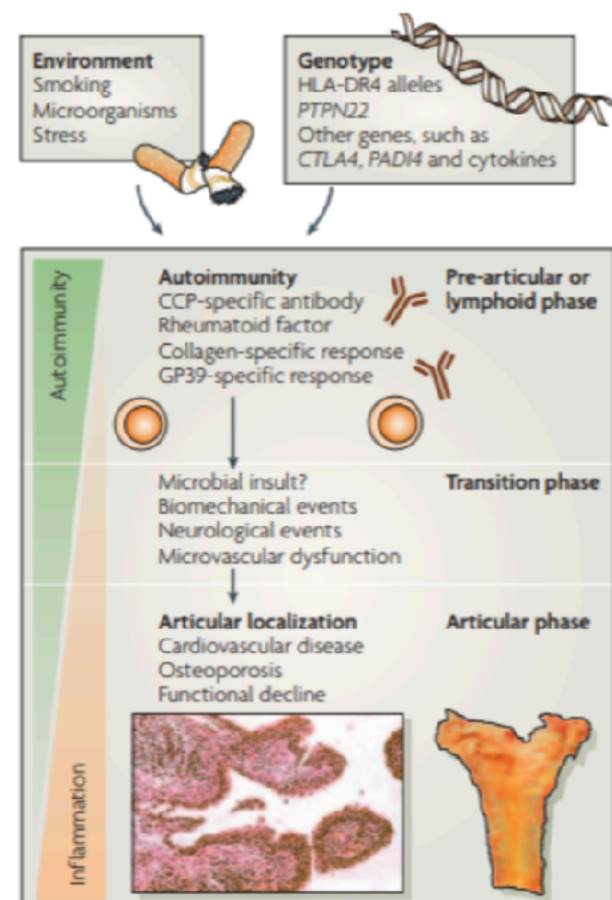 Environment
Smoking
Microorganisms
Stress
Genotype
HLA-DR4 alleles
PTPN22
Other genes, such as
CTLA4, PADI4 and cytokines
Autoimmunity
Autoimmunity
CCP-specific antibody
Rheumatoid factor
Collagen-specific response
GP39-specific response
Pre-articular or
lymphoid phase
Microbial insult?
Biomechanical events
Neurological events
Microvascular dysfunction
Transition phase
Articular localization
Cardiovascular disease
Osteoporosis
Functional decline
Articular phase
Inflammation